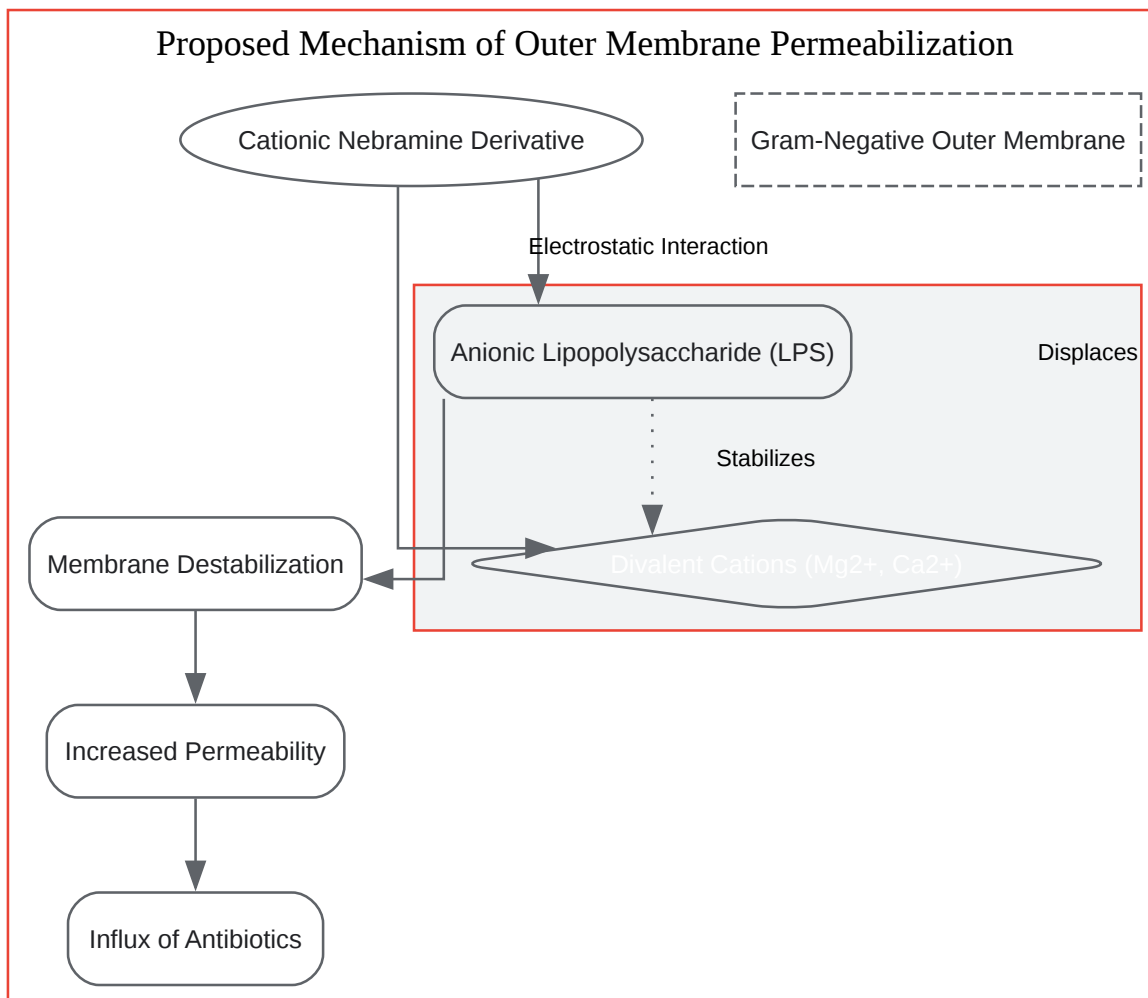 Proposed Mechanism of Outer Membrane Permeabilization
Cationic Nebramine Derivative
Gram-Negative Outer Membrane
Electrostatic Interaction
Anionic Lipopolysaccharide (LPS)
Displaces
Stabilizes
Membrane Destabilization
Divalent Cations (Mg2+, Ca2+)
Increased Permeability
Influx of Antibiotics